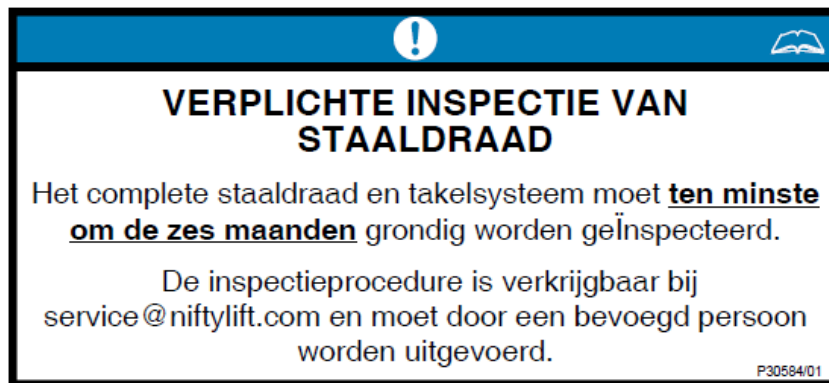 VERPLICHTE INSPECTIE VAN
STAALDRAAD
Het complete staaldraad en takelsysteem moet ten minste
om de zes maanden grondig worden geÏnspecteerd.
De inspectieprocedure is verkrijgbaar bij
service@niftylift.com en moet door een bevoegd persoon
worden uitgevoerd.
P30584/01